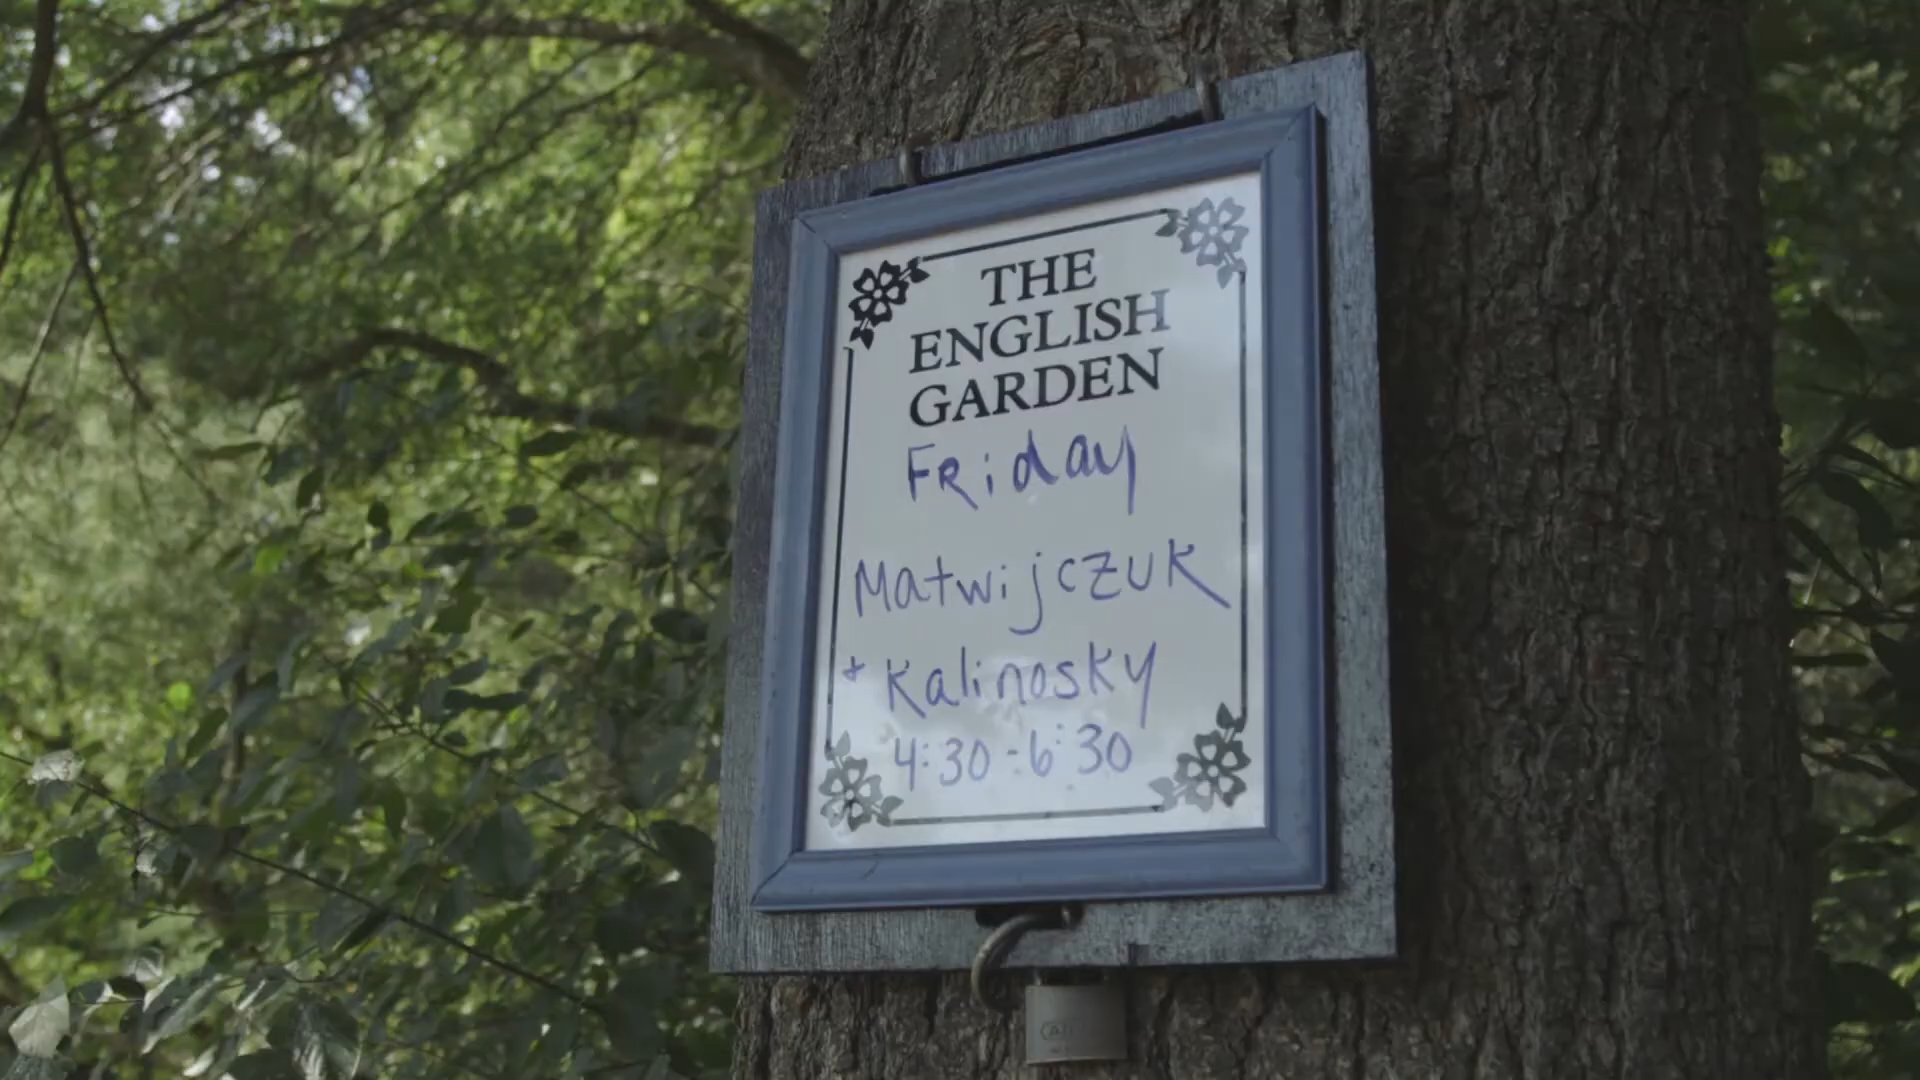 THE
ENGLISH
GARDEN
Friday
Matwijczuk
+ Kalinosky
4:30-6:30